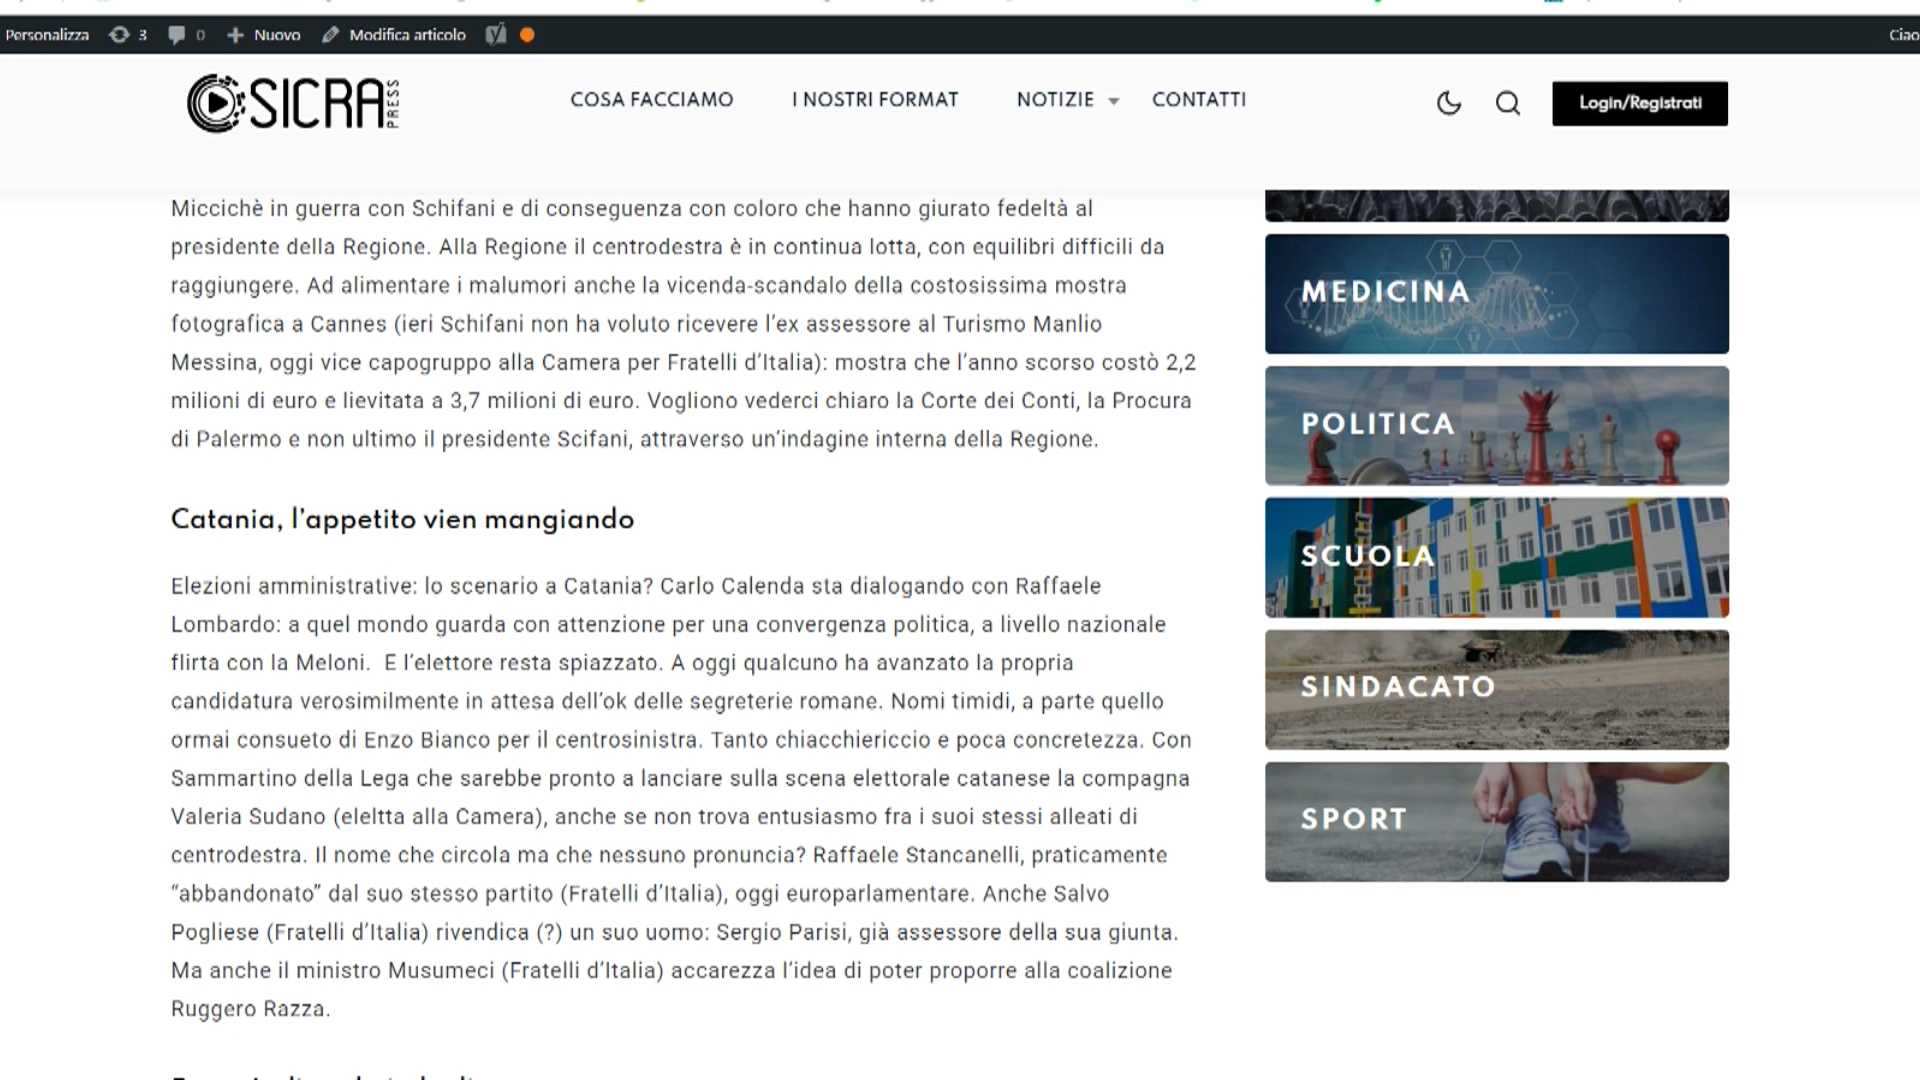 Personalizza 3 0 Nuovo Modifica articolo Ciao
SICRA PRESS
COSA FACCIAMO I NOSTRI FORMAT NOTIZIE CONTATTI Login/Registrati
Miccichè in guerra con Schifani e di conseguenza con coloro che hanno giurato fedeltà al
presidente della Regione. Alla Regione il centrodestra è in continua lotta, con equilibri difficili da
raggiungere. Ad alimentare i malumori anche la vicenda-scandalo della costosissima mostra
fotografica a Cannes (ieri Schifani non ha voluto ricevere l’ex assessore al Turismo Manlio
Messina, oggi vice capogruppo alla Camera per Fratelli d’Italia): mostra che l’anno scorso costò 2,2
milioni di euro e lievitata a 3,7 milioni di euro. Vogliono vederci chiaro la Corte dei Conti, la Procura
di Palermo e non ultimo il presidente Scifani, attraverso un’indagine interna della Regione.
Catania, l’appetito vien mangiando
Elezioni amministrative: lo scenario a Catania? Carlo Calenda sta dialogando con Raffaele
Lombardo: a quel mondo guarda con attenzione per una convergenza politica, a livello nazionale
flirta con la Meloni.  E l’elettore resta spiazzato. A oggi qualcuno ha avanzato la propria
candidatura verosimilmente in attesa dell’ok delle segreterie romane. Nomi timidi, a parte quello
ormai consueto di Enzo Bianco per il centrosinistra. Tanto chiacchiericcio e poca concretezza. Con
Sammartino della Lega che sarebbe pronto a lanciare sulla scena elettorale catanese la compagna
Valeria Sudano (eleltta alla Camera), anche se non trova entusiasmo fra i suoi stessi alleati di
centrodestra. Il nome che circola ma che nessuno pronuncia? Raffaele Stancanelli, praticamente
“abbandonato” dal suo stesso partito (Fratelli d’Italia), oggi europarlamentare. Anche Salvo
Pogliese (Fratelli d’Italia) rivendica (?) un suo uomo: Sergio Parisi, già assessore della sua giunta.
Ma anche il ministro Musumeci (Fratelli d’Italia) accarezza l’idea di poter proporre alla coalizione
Ruggero Razza.
MEDICINA
POLITICA
SCUOLA
SINDACATO
SPORT